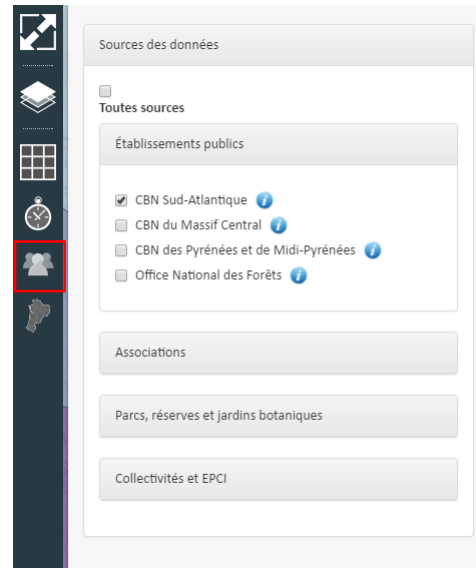 Sources des données
Toutes sources
Établissements publics
CBN Sud-Atlantique
CBN du Massif Central
CBN des Pyrénées et de Midi-Pyrénées
Office National des Forêts
Associations
Parcs, réserves et jardins botaniques
Collectivités et EPCI